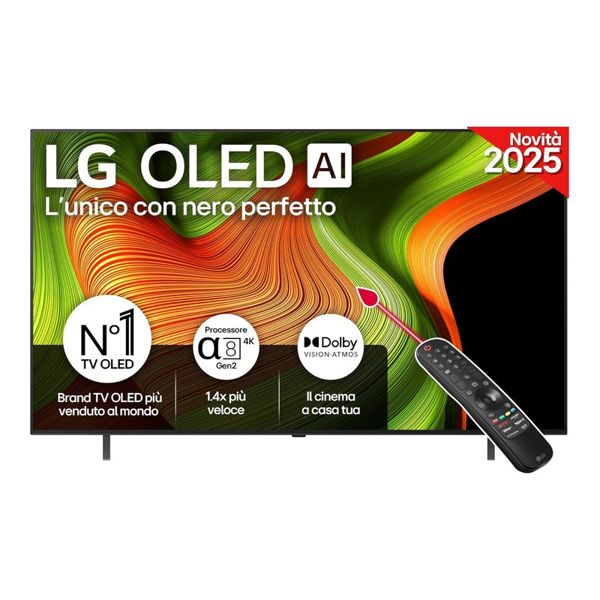 Novità
2025
LG OLED AI
L'unico con nero perfetto
N°1
TV OLED
Brand TV OLED più
venduto al mondo
Processore
α8 4K
Gen2
1.4x più
veloce
Dolby
VISION·ATMOS
Il cinema
a casa tua
LG